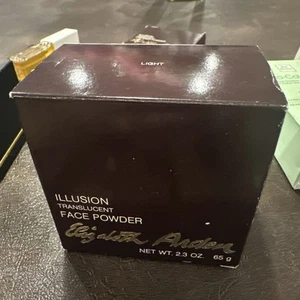 LIGHT
ILLUSION
TRANSLUCENT
FACE POWDER
Elizabeth Arden
NET WT. 2.3 OZ. 65 g